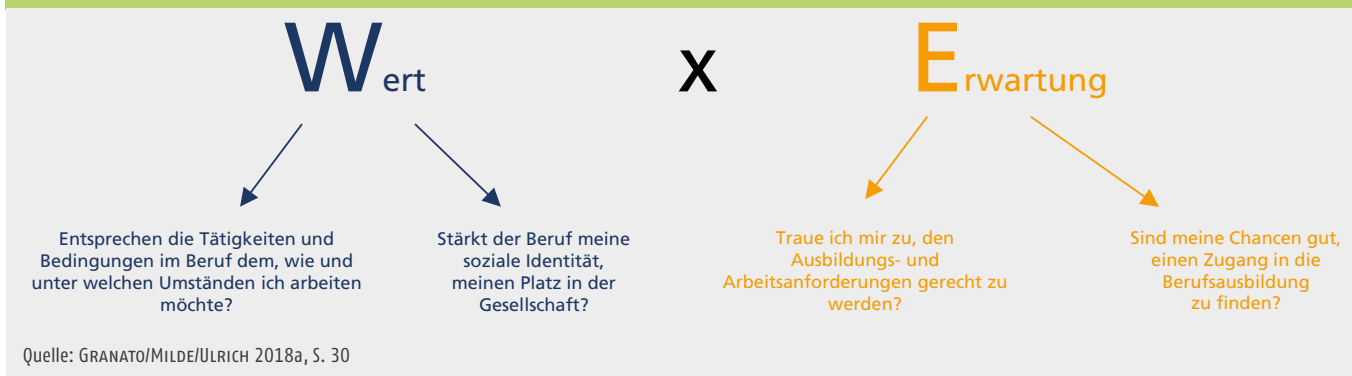 Wert x Erwartung
Entsprechen die Tätigkeiten und
Bedingungen im Beruf dem, wie und
unter welchen Umständen ich arbeiten
möchte?
Stärkt der Beruf meine
soziale Identität,
meinen Platz in der
Gesellschaft?
Traue ich mir zu, den
Ausbildungs- und
Arbeitsanforderungen gerecht zu
werden?
Sind meine Chancen gut,
einen Zugang in die
Berufsausbildung
zu finden?
Quelle: GRANATO/MILDE/ULRICH 2018a, S. 30